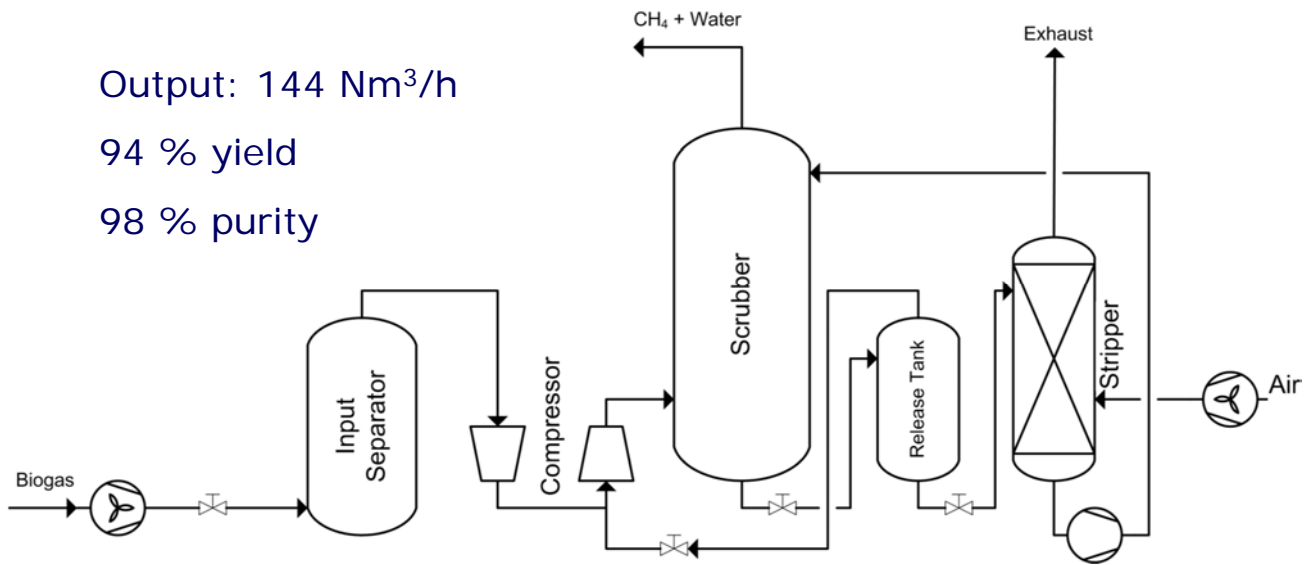 CH₄ + Water
Exhaust
Output: 144 Nm³/h
94 % yield
98 % purity
Scrubber
Input
Separator
Compressor
Release Tank
Stripper
Air
Biogas